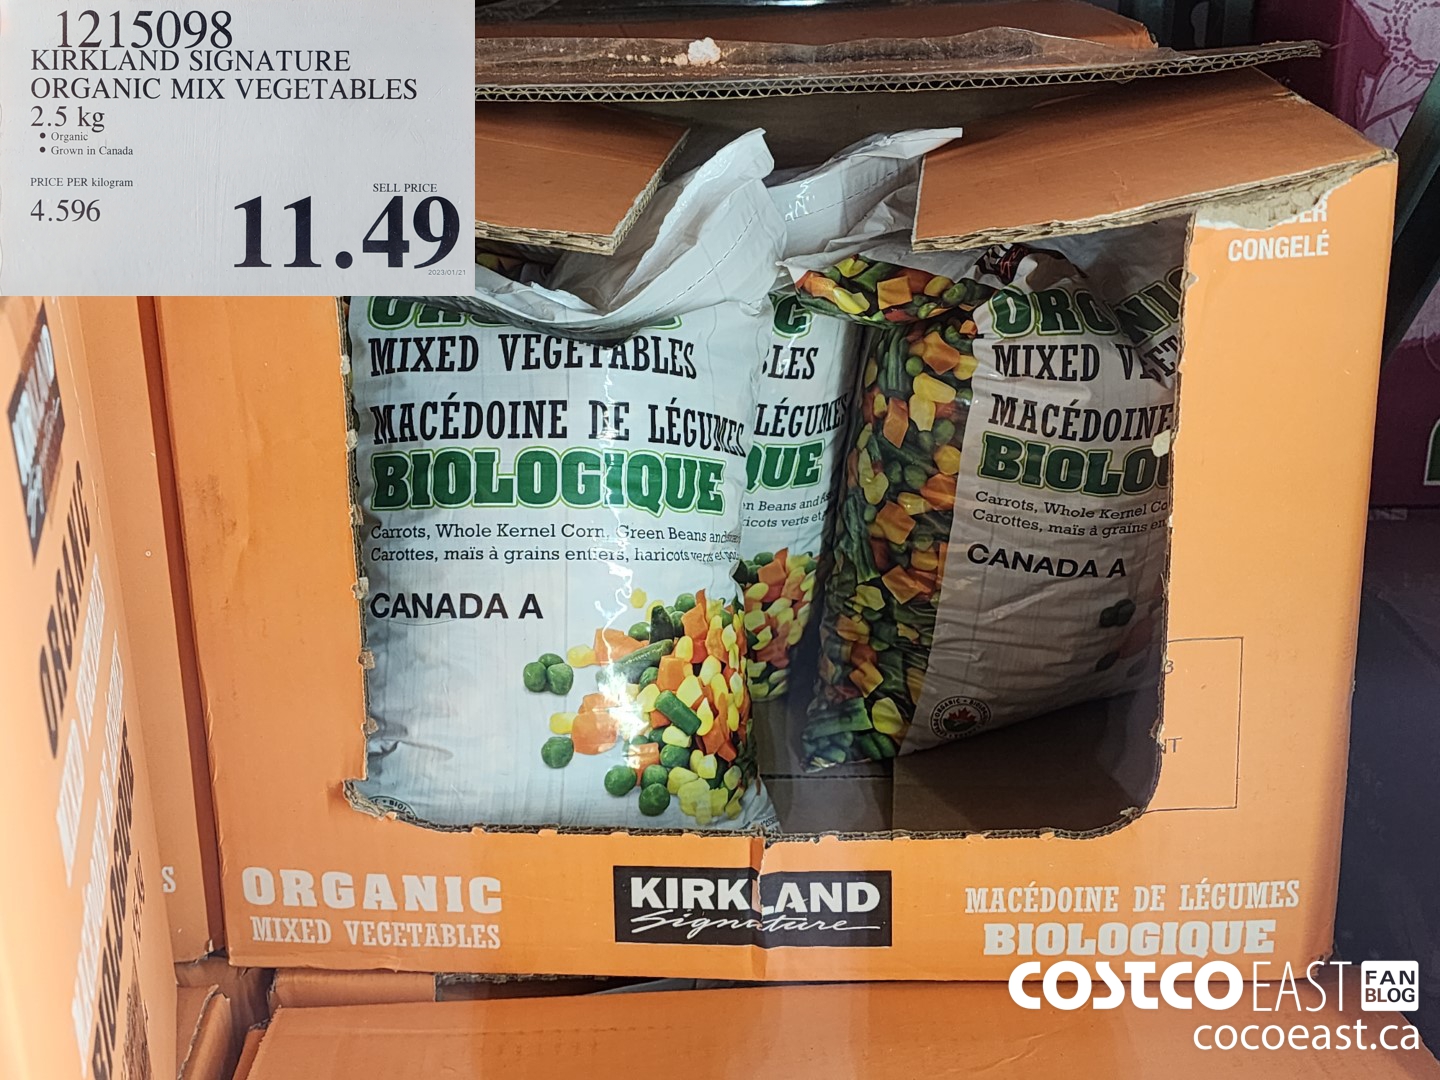 1215098
KIRKLAND SIGNATURE
ORGANIC MIX VEGETABLES
2.5 kg
• Organic
• Grown in Canada
PRICE PER kilogram
4.596
SELL PRICE
11.49
2023/01/21
CONGELÉ
MIXED VEGETABLES
MACÉDOINE DE LÉGUMES
BIOLOGIQUE
Carrots, Whole Kernel Corn, Green Beans and
Carottes, maïs à grains entiers, haricots verts et
CANADA A
LÉGUMES
MIXED
MACÉDOINE
Carrots, Whole Kernel
Carottes, maïs à grains
CANADA A
ORGANIC
ORGANIC
MIXED VEGETABLES
KIRKLAND
Signature
MACÉDOINE DE LÉGUMES
BIOLOGIQUE
COSTCO EAST FAN BLOG
cocoeast.ca